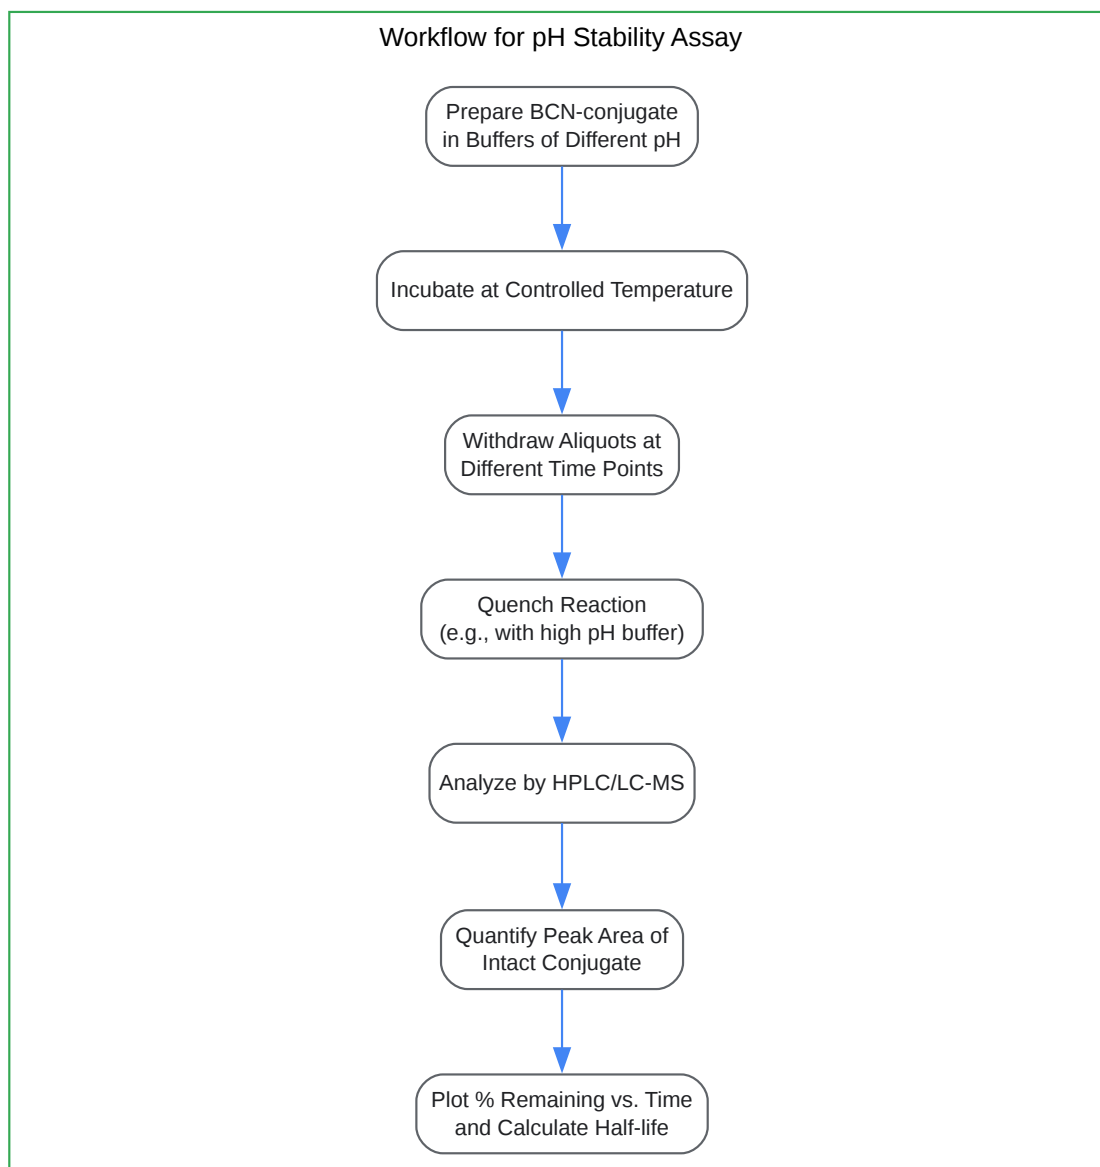 Workflow for pH Stability Assay
Prepare BCN-conjugate
in Buffers of Different pH
Incubate at Controlled Temperature
Withdraw Aliquots at
Different Time Points
Quench Reaction
(e.g., with high pH buffer)
Analyze by HPLC/LC-MS
Quantify Peak Area of
Intact Conjugate
Plot % Remaining vs. Time
and Calculate Half-life